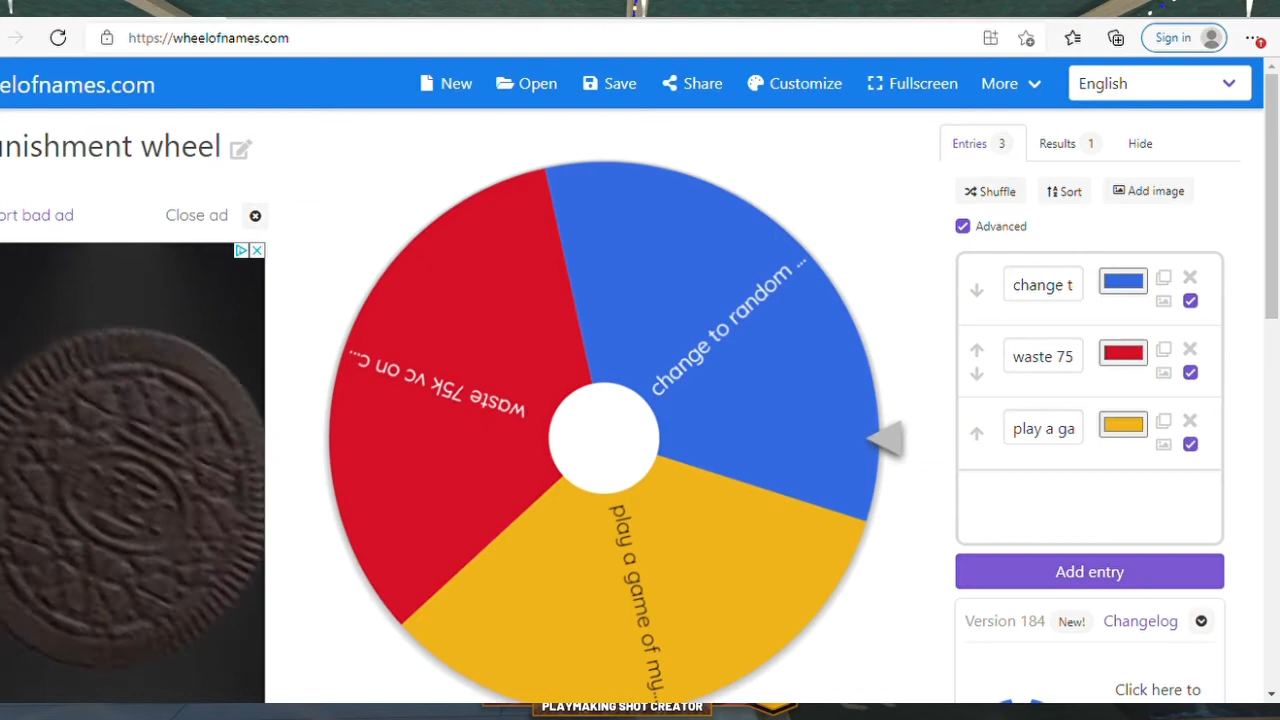 https://wheelofnames.com
Sign in
elofnames.com
New
Open
Save
Share
Customize
Fullscreen
More
English
unishment wheel
ort bad ad
Close ad
Entries 3
Results 1
Hide
Shuffle
Sort
Add image
Advanced
change to random ...
waste 75k vc on c...
play a game of my...
change t
waste 75
play a ga
Add entry
Version 184 New! Changelog
Click here to
PLAYMAKING SHOT CREATOR